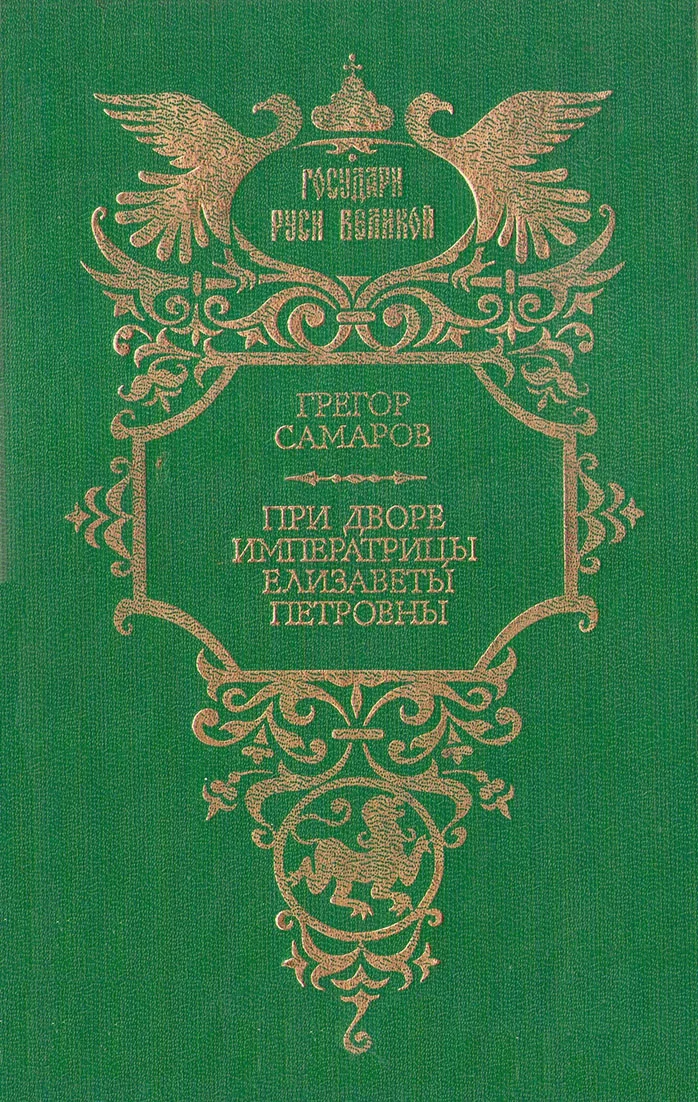 ГОСУДАРИ
РУСИ ВЕЛИКОЙ
ГРЕГОР
САМАРОВ
ПРИ ДВОРЕ
ИМПЕРАТРИЦЫ
ЕЛИЗАВЕТЫ
ПЕТРОВНЫ